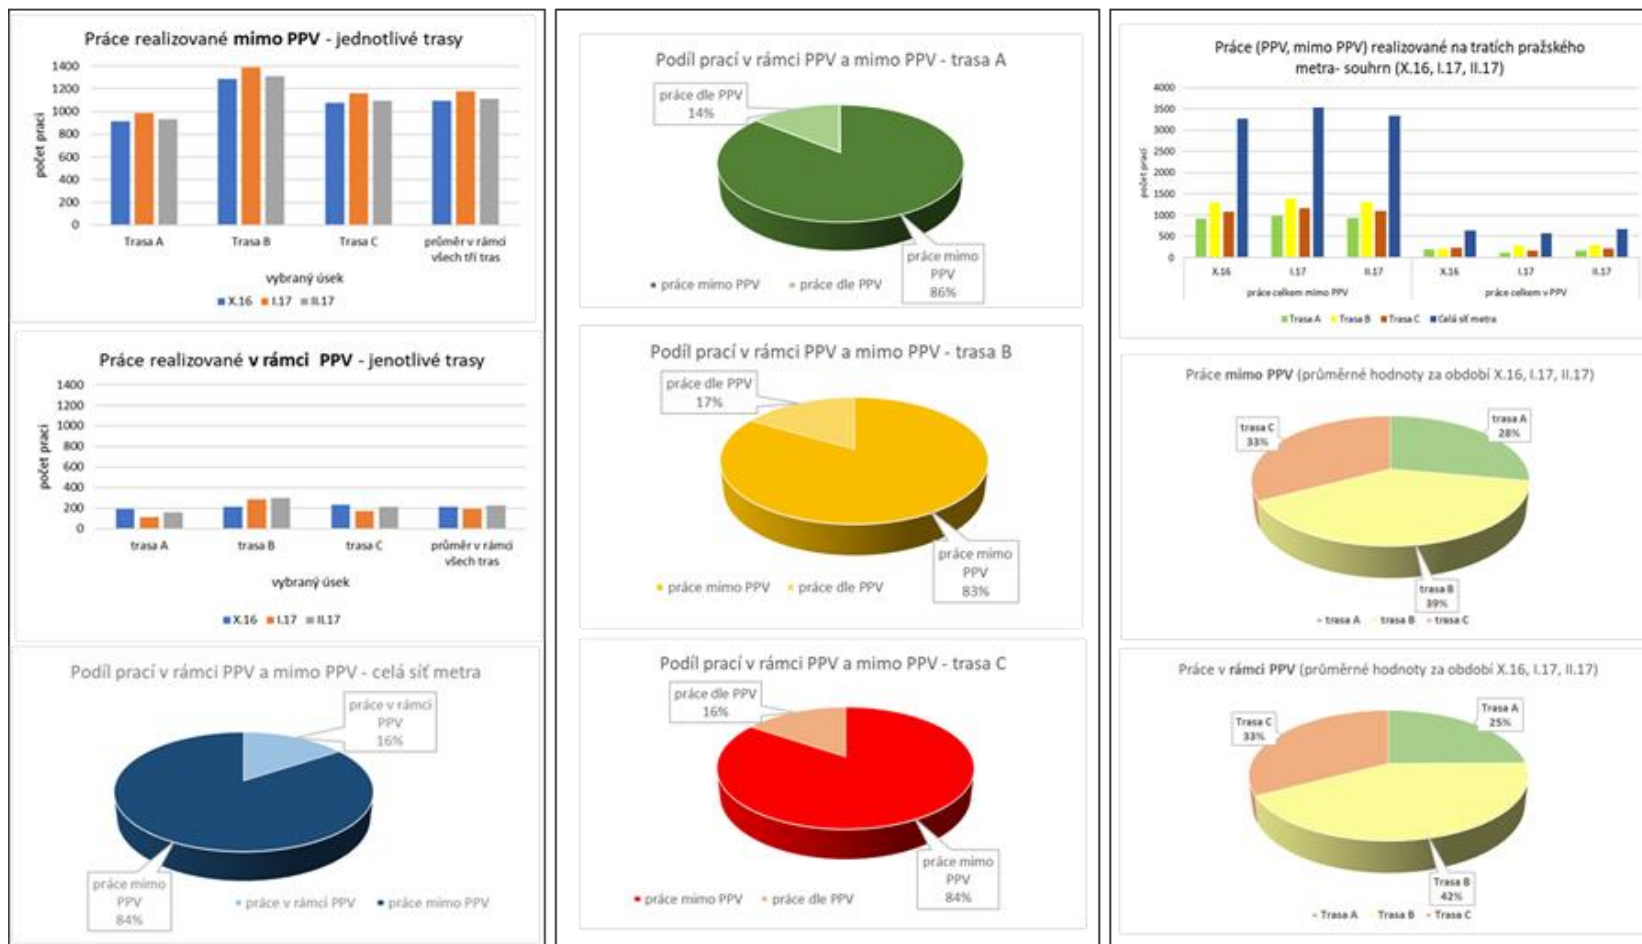 Práce realizované mimo PPV - jednotlivé trasy
1400
1200
1000
800
600
400
200
0
počet praci
Trasa A
Trasa B
Trasa C
průměr v rámci
všech tří tras
vybraný úsek
X.16 I.17 II.17
Práce realizované v rámci PPV - jenotlivé trasy
1400
1200
1000
800
600
400
200
0
počet praci
trasa A
trasa B
trasa C
průměr v rámci
všech tras
vybraný úsek
X.16 I.17 II.17
Podíl prací v rámci PPV a mimo PPV - celá síť metra
práce v rámci
PPV
16%
práce mimo
PPV
84%
práce v rámci PPV práce mimo PPV
Podíl prací v rámci PPV a mimo PPV - trasa A
práce dle PPV
14%
práce mimo
PPV
86%
práce mimo PPV práce dle PPV
Podíl prací v rámci PPV a mimo PPV - trasa B
práce dle PPV
17%
práce mimo
PPV
83%
práce mimo PPV práce dle PPV
Podíl prací v rámci PPV a mimo PPV - trasa C
práce dle PPV
16%
práce mimo
PPV
84%
práce mimo PPV práce dle PPV
Práce (PPV, mimo PPV) realizované na tratích pražského
metra- souhrn (X.16, I.17, II.17)
4000
3500
3000
2500
2000
1500
1000
500
0
počet prací
X.16
I.17
II.17
X.16
I.17
II.17
práce celkem mimo PPV
práce celkem v PPV
Trasa A Trasa B Trasa C Celá síť metra
Práce mimo PPV (průměrné hodnoty za období X.16, I.17, II.17)
trasa C
33%
trasa A
28%
trasa B
39%
trasa A trasa B trasa C
Práce v rámci PPV (průměrné hodnoty za období X.16, I.17, II.17)
Trasa C
33%
Trasa A
25%
Trasa B
42%
Trasa A Trasa B Trasa C